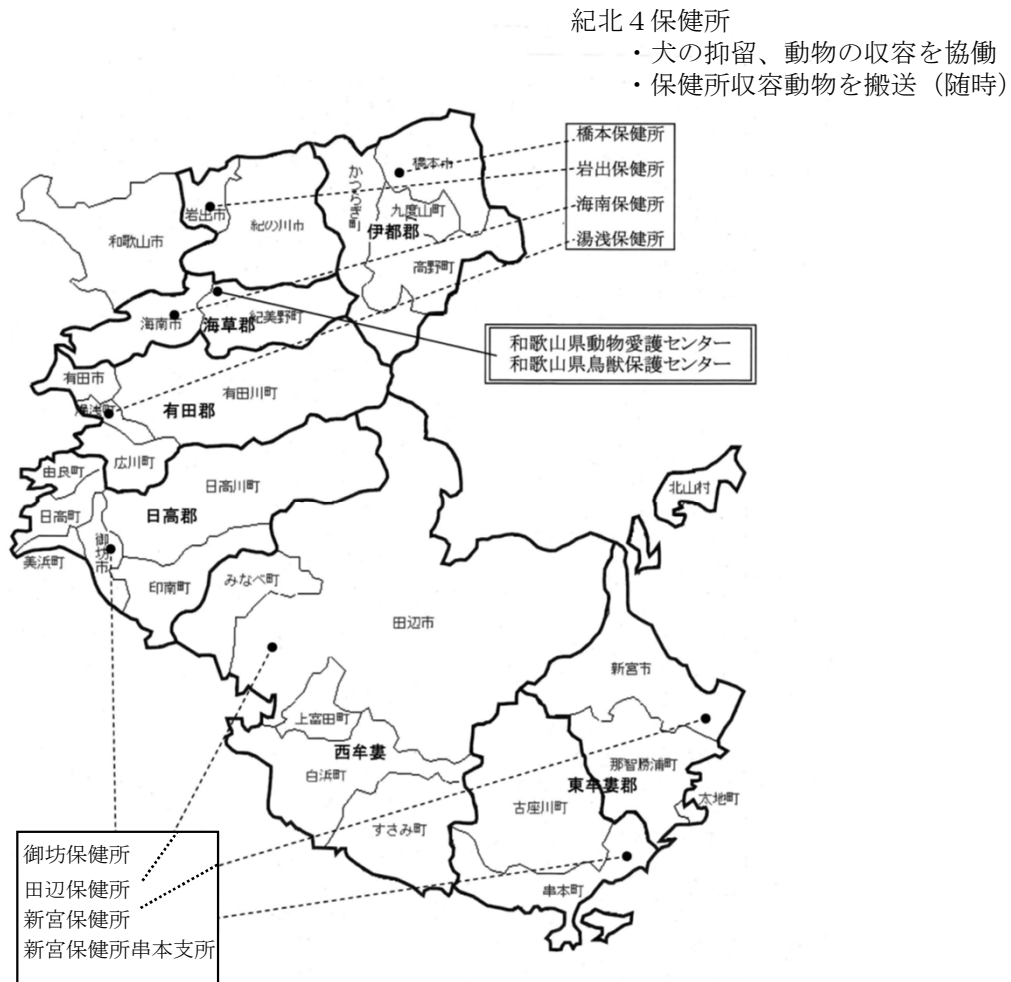 紀北４保健所
・犬の抑留、動物の収容を協働
・保健所収容動物を搬送（随時）
橋本保健所
岩出保健所
海南保健所
湯浅保健所
橋本市
かつらぎ町
岩出市
九度山町
紀の川市
伊都郡
和歌山市
高野町
海南市
海草郡
紀美野町
和歌山県動物愛護センター
和歌山県鳥獣保護センター
有田市
有田川町
湯浅町
有田郡
広川町
由良町
日高川町
北山村
日高町
日高郡
御坊市
美浜町
印南町
みなべ町
田辺市
新宮市
上富田町
西牟婁
那智勝浦町
白浜町
東牟婁郡
太地町
古座川町
すさみ町
串本町
御坊保健所
田辺保健所
新宮保健所
新宮保健所串本支所